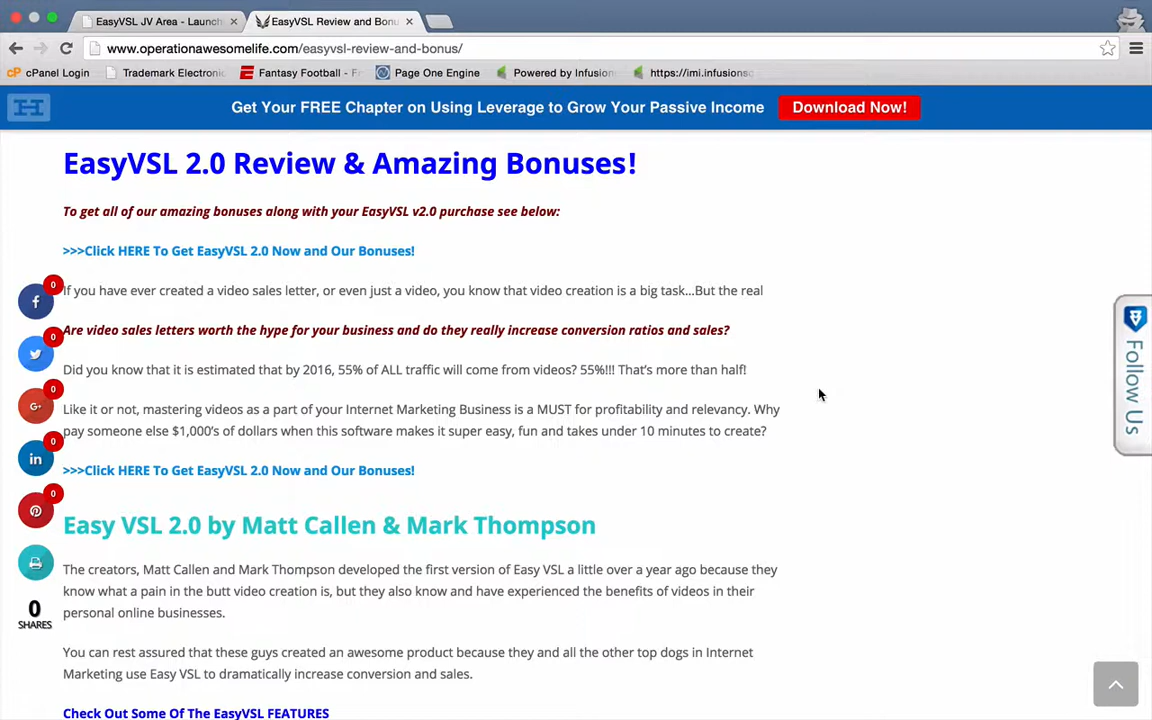 EasyVSL JV Area - Launch
EasyVSL Review and Bonu
www.operationawesomelife.com/easyvsl-review-and-bonus/
cPanel Login
Trademark Electronic
Fantasy Football - Fr
Page One Engine
Powered by Infusion
https://imi.infusionsc
Get Your FREE Chapter on Using Leverage to Grow Your Passive Income
Download Now!
EasyVSL 2.0 Review & Amazing Bonuses!
To get all of our amazing bonuses along with your EasyVSL v2.0 purchase see below:
>>>Click HERE To Get EasyVSL 2.0 Now and Our Bonuses!
If you have ever created a video sales letter, or even just a video, you know that video creation is a big task...But the real
Are video sales letters worth the hype for your business and do they really increase conversion ratios and sales?
Did you know that it is estimated that by 2016, 55% of ALL traffic will come from videos? 55%!!! That's more than half!
Like it or not, mastering videos as a part of your Internet Marketing Business is a MUST for profitability and relevancy. Why
pay someone else $1,000's of dollars when this software makes it super easy, fun and takes under 10 minutes to create?
>>>Click HERE To Get EasyVSL 2.0 Now and Our Bonuses!
Easy VSL 2.0 by Matt Callen & Mark Thompson
The creators, Matt Callen and Mark Thompson developed the first version of Easy VSL a little over a year ago because they
know what a pain in the butt video creation is, but they also know and have experienced the benefits of videos in their
personal online businesses.
You can rest assured that these guys created an awesome product because they and all the other top dogs in Internet
Marketing use Easy VSL to dramatically increase conversion and sales.
Check Out Some Of The EasyVSL FEATURES
0
0
0
0
0
0
SHARES
Follow Us